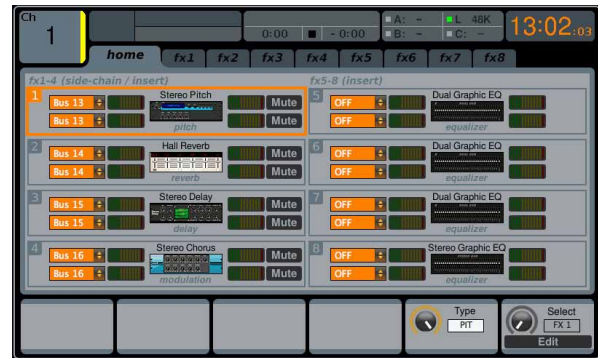 Ch
1
0:00
- 0:00
A: -
B: -
L 48K
C: -
13:02:03
home fx1 fx2 fx3 fx4 fx5 fx6 fx7 fx8
fx1-4 (side-chain / insert)
fx5-8 (insert)
1
Bus 13
Bus 13
Stereo Pitch
pitch
Mute
Mute
5
OFF
OFF
Dual Graphic EQ
equalizer
2
Bus 14
Bus 14
Hall Reverb
reverb
Mute
Mute
6
OFF
OFF
Dual Graphic EQ
equalizer
3
Bus 15
Bus 15
Stereo Delay
delay
Mute
Mute
7
OFF
OFF
Dual Graphic EQ
equalizer
4
Bus 16
Bus 16
Stereo Chorus
modulation
Mute
Mute
8
OFF
OFF
Stereo Graphic EQ
equalizer
Type
PIT
Select
FX 1
Edit